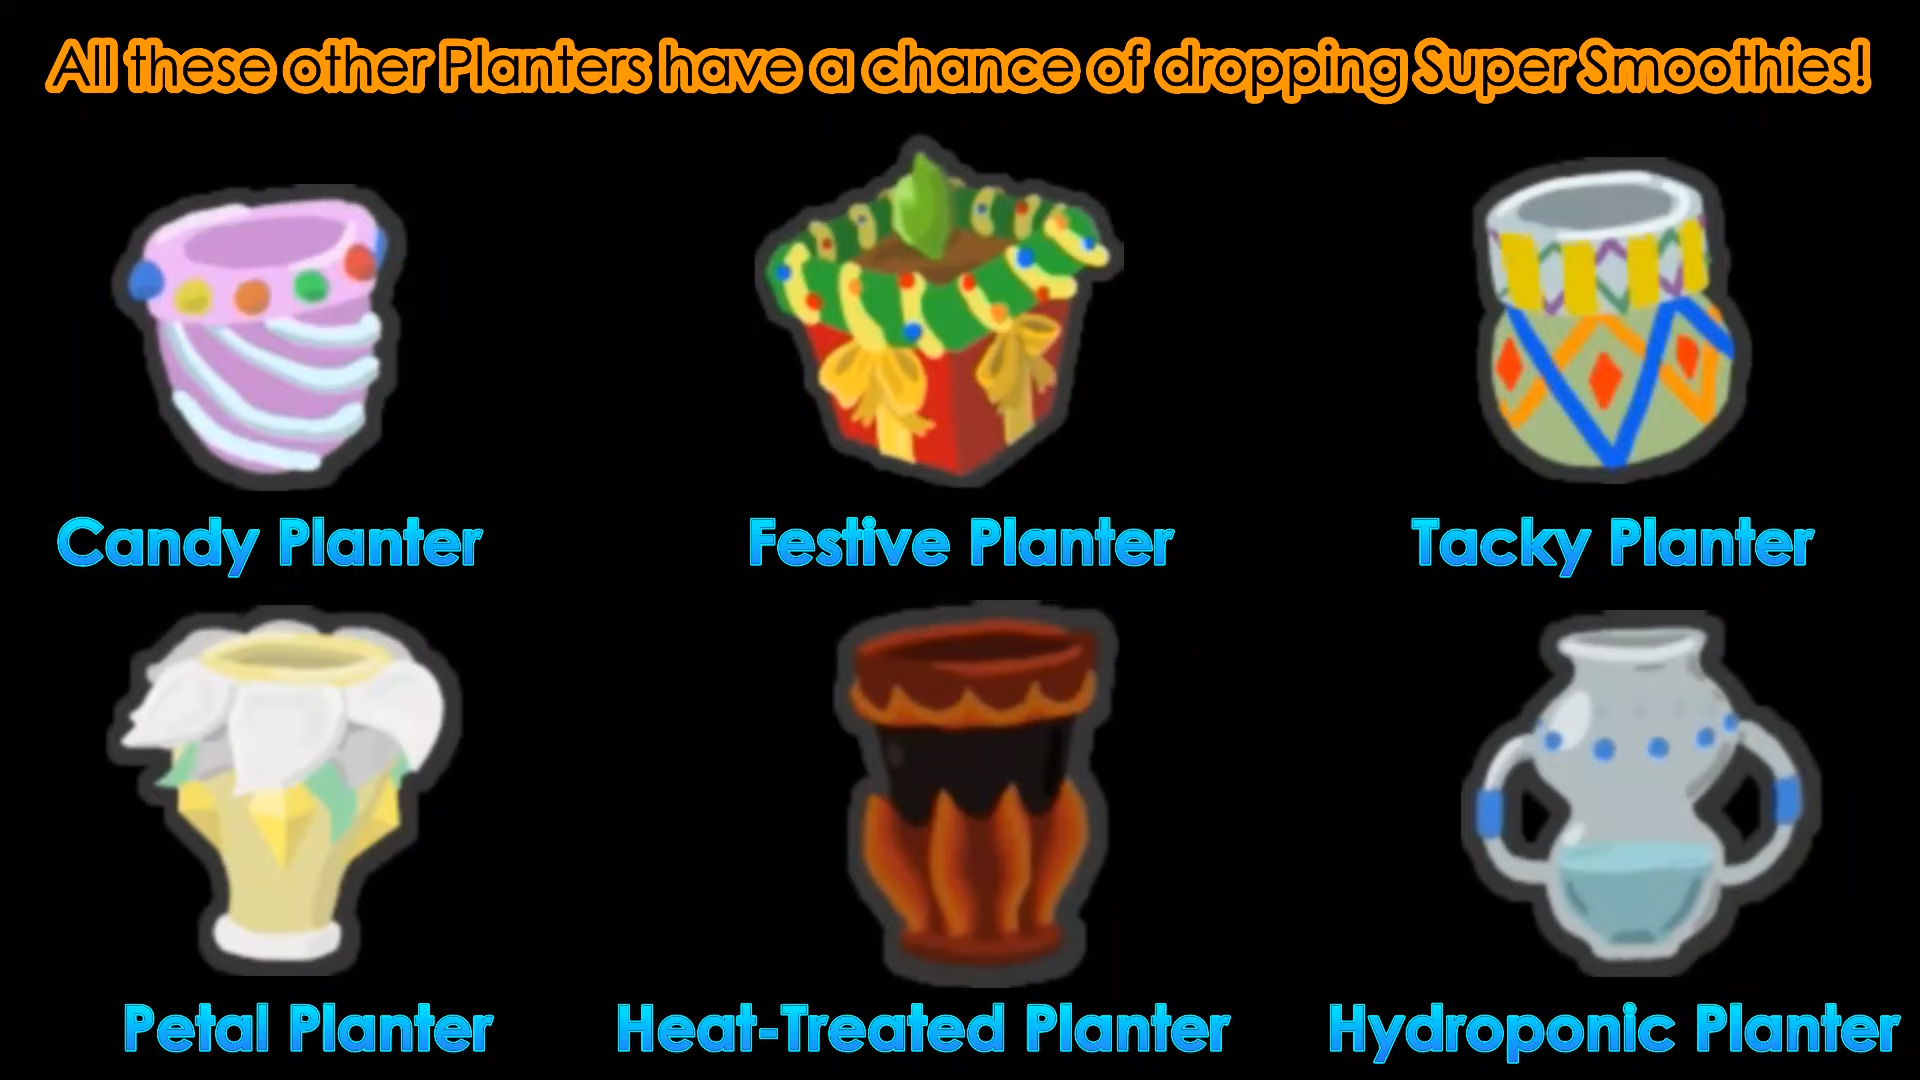 All these other Planters have a chance of dropping Super Smoothies!
Candy Planter
Festive Planter
Tacky Planter
Petal Planter
Heat-Treated Planter
Hydroponic Planter